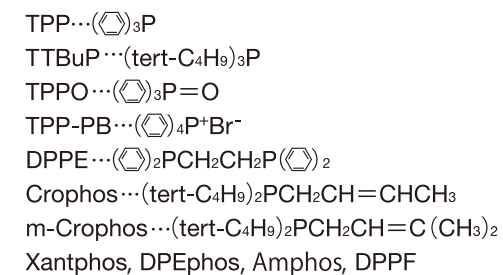 TPP…(⌬)₃P
TTBuP…(tert-C₄H₉)₃P
TPPO…(⌬)₃P=O
TPP-PB…(⌬)₄P⁺Br⁻
DPPE…(⌬)₂PCH₂CH₂P(⌬)₂
Crophos…(tert-C₄H₉)₂PCH₂CH=CHCH₃
m-Crophos…(tert-C₄H₉)₂PCH₂CH=C(CH₃)₂
Xantphos, DPEphos, Amphos, DPPF